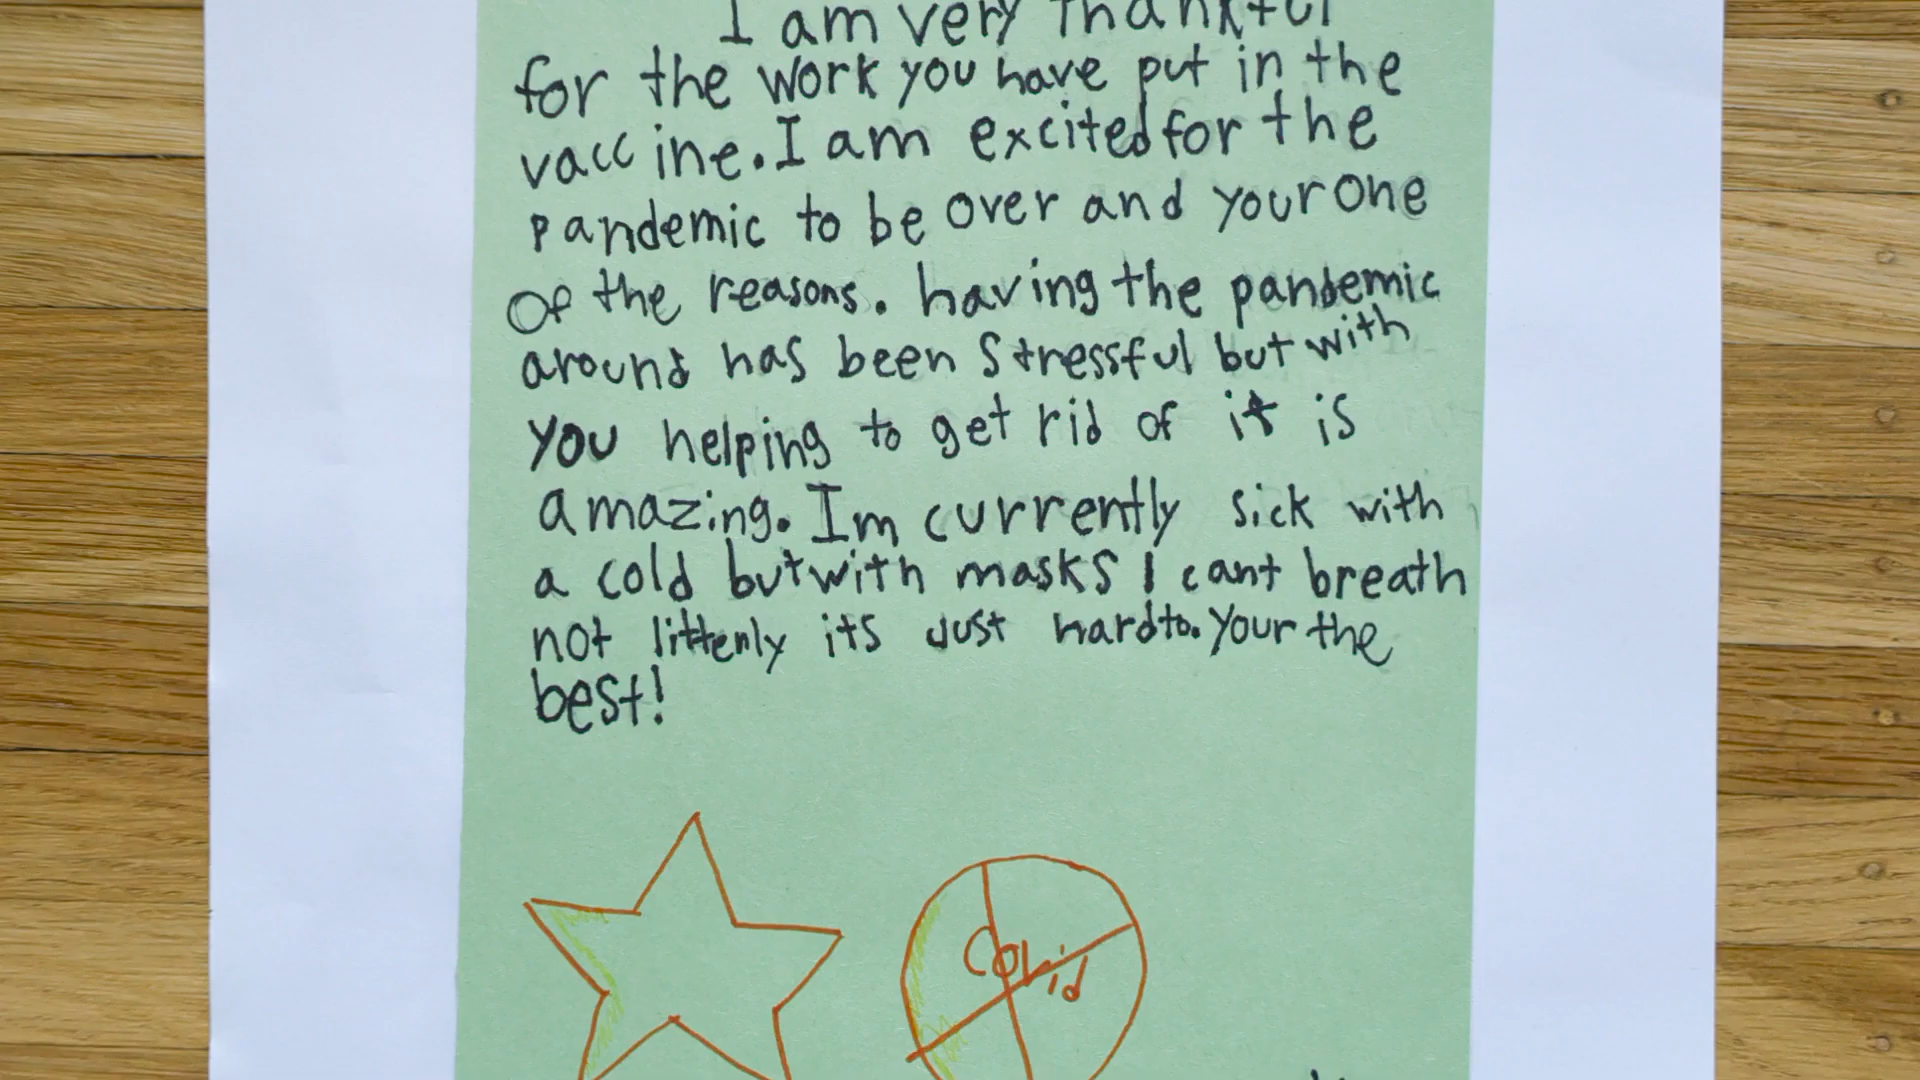 I am very thankful
for the work you have put in the
vaccine. I am excited for the
pandemic to be over and your one
of the reasons. having the pandemic
around has been stressful but with
you helping to get rid of it is
amazing. Im currently sick with
a cold but with masks I cant breath
not littenly its Just hard to. Your the
best!
Covid